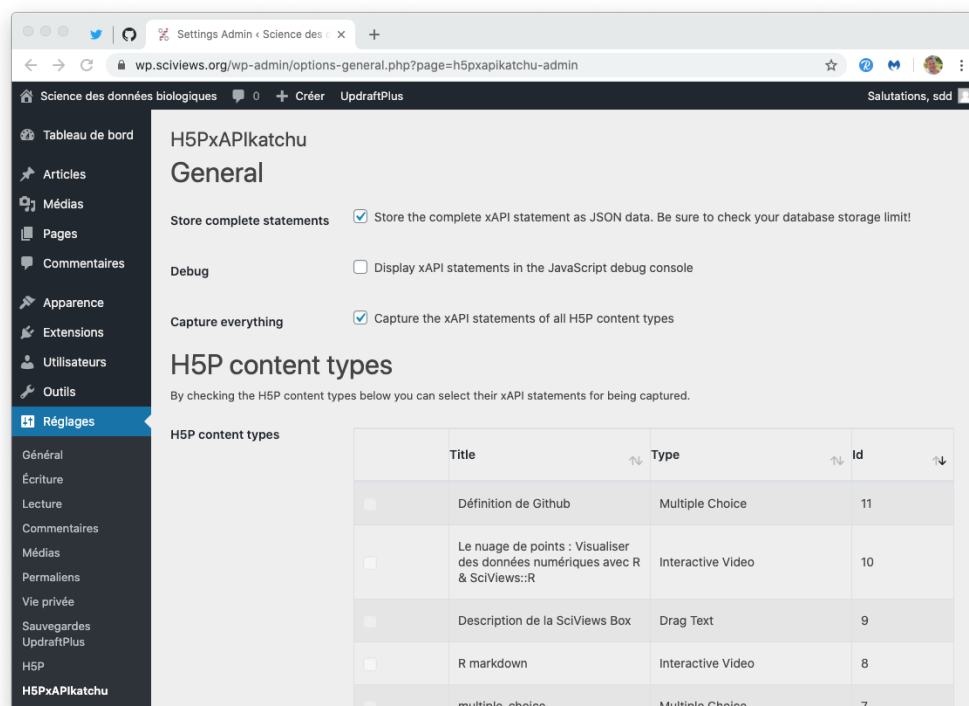 Settings Admin ‹ Science des d
wp.sciviews.org/wp-admin/options-general.php?page=h5pxapikatchu-admin
Science des données biologiques 0 + Créer UpdraftPlus Salutations, sdd
Tableau de bord
Articles
Médias
Pages
Commentaires
Apparence
Extensions
Utilisateurs
Outils
Réglages
Général
Écriture
Lecture
Commentaires
Médias
Permaliens
Vie privée
Sauvegardes
UpdraftPlus
H5P
H5PxAPIkatchu
H5PxAPIkatchu
General
Store complete statements Store the complete xAPI statement as JSON data. Be sure to check your database storage limit!
Debug Display xAPI statements in the JavaScript debug console
Capture everything Capture the xAPI statements of all H5P content types
H5P content types
By checking the H5P content types below you can select their xAPI statements for being captured.
H5P content types
Title Type Id
Définition de Github Multiple Choice 11
Le nuage de points : Visualiser
des données numériques avec R Interactive Video 10
& SciViews::R
Description de la SciViews Box Drag Text 9
R markdown Interactive Video 8
multiple-choice Multiple Choice 7